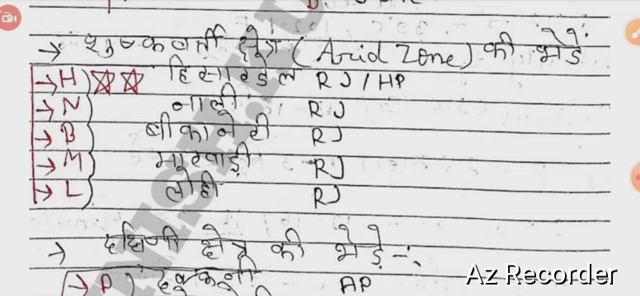 → शुष्कवर्ती क्षेत्र (Arid Zone) की भेड़ें
→ H) ☆☆ हिसारडेल RJ / HP
→ N) नाली RJ
→ B) बीकानेरी RJ
→ M) मारवाड़ी RJ
→ L) लोही RJ
→ दक्षिणी क्षेत्र की भेड़े -:
→ D) AP
Az Recorder